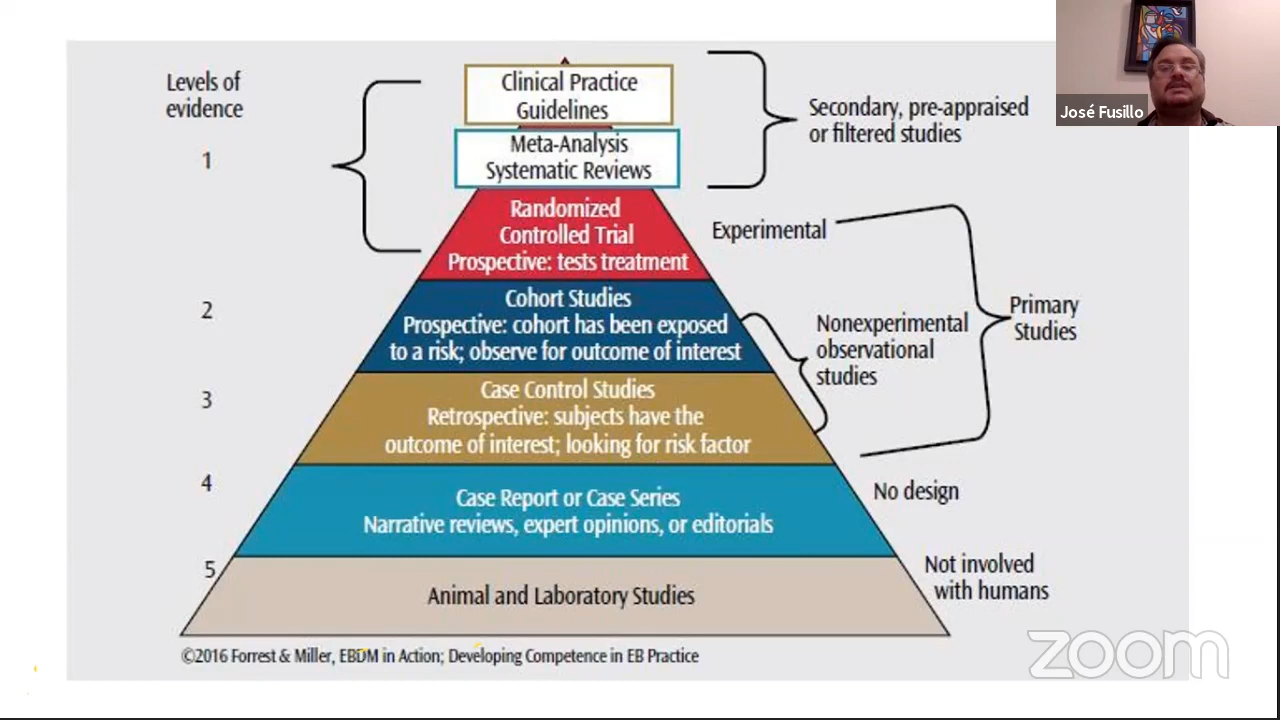 Levels of
evidence
1
2
3
4
5
Clinical Practice
Guidelines
Meta-Analysis
Systematic Reviews
Randomized
Controlled Trial
Prospective: tests treatment
Cohort Studies
Prospective: cohort has been exposed
to a risk; observe for outcome of interest
Case Control Studies
Retrospective: subjects have the
outcome of interest; looking for risk factor
Case Report or Case Series
Narrative reviews, expert opinions, or editorials
Animal and Laboratory Studies
Secondary, pre-appraised
or filtered studies
Experimental
Nonexperimental
observational
studies
Primary
Studies
No design
Not involved
with humans
©2016 Forrest & Miller, EBDM in Action; Developing Competence in EB Practice
José Fusillo
zoom